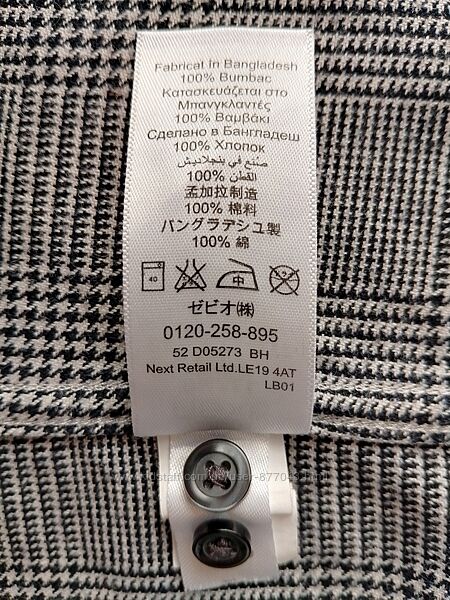 Fabricat In Bangladesh
100% Bumbac
Κατασκευάζεται στο
Μπανγκλαντές
100% Βαμβάκι
Сделано в Бангладеш
100% Хлопок
صنع في بنجلاديش
100% القطن
孟加拉制造
100% 棉料
バングラデシュ製
100% 綿
40
中
ゼビオ㈱
0120-258-895
52 D05273 BH
Next Retail Ltd.LE19 4AT
LB01